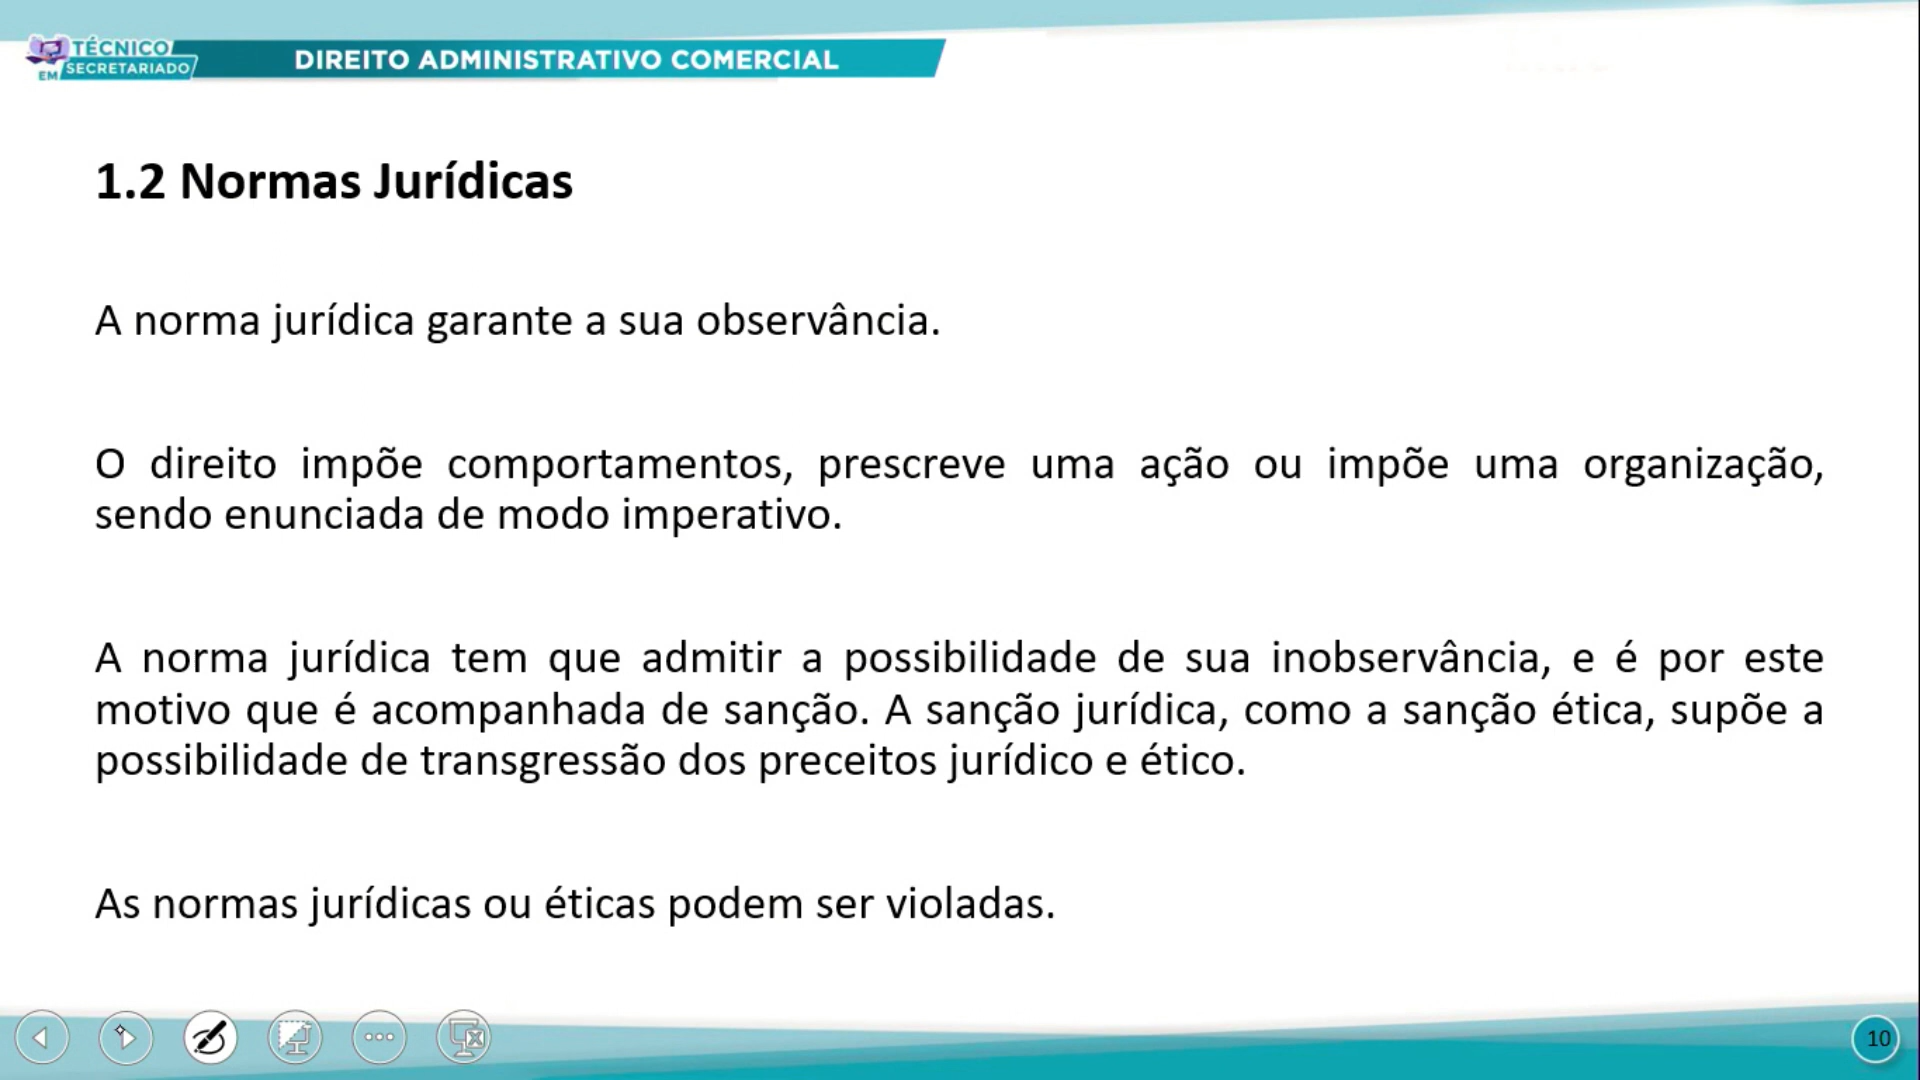 TÉCNICO
EM SECRETARIADO
DIREITO ADMINISTRATIVO COMERCIAL
1.2 Normas Jurídicas
A norma jurídica garante a sua observância.
O direito impõe comportamentos, prescreve uma ação ou impõe uma organização,
sendo enunciada de modo imperativo.
A norma jurídica tem que admitir a possibilidade de sua inobservância, e é por este
motivo que é acompanhada de sanção. A sanção jurídica, como a sanção ética, supõe a
possibilidade de transgressão dos preceitos jurídico e ético.
As normas jurídicas ou éticas podem ser violadas.
10